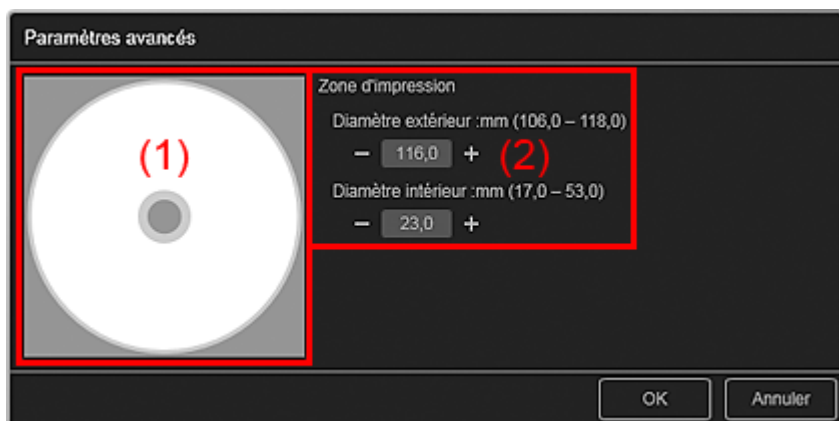 Paramètres avancés
(1)
Zone d'impression
Diamètre extérieur :mm (106,0 – 118,0)
− 116,0 + (2)
Diamètre intérieur :mm (17,0 – 53,0)
− 23,0 +
OK Annuler